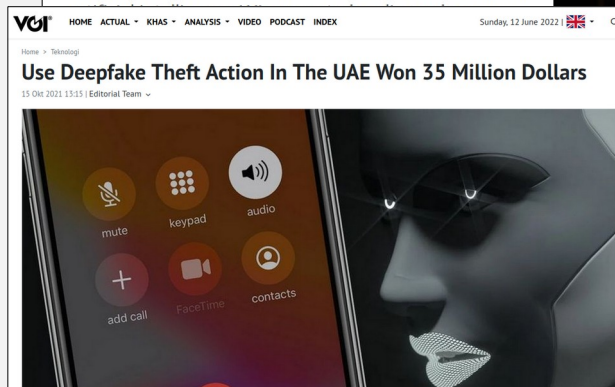 VOI
HOME ACTUAL KHAS ANALYSIS VIDEO PODCAST INDEX
Sunday, 12 June 2022 |
Home > Teknologi
Use Deepfake Theft Action In The UAE Won 35 Million Dollars
15 Okt 2021 13:15 | Editorial Team
mute
keypad
audio
add call
FaceTime
contacts